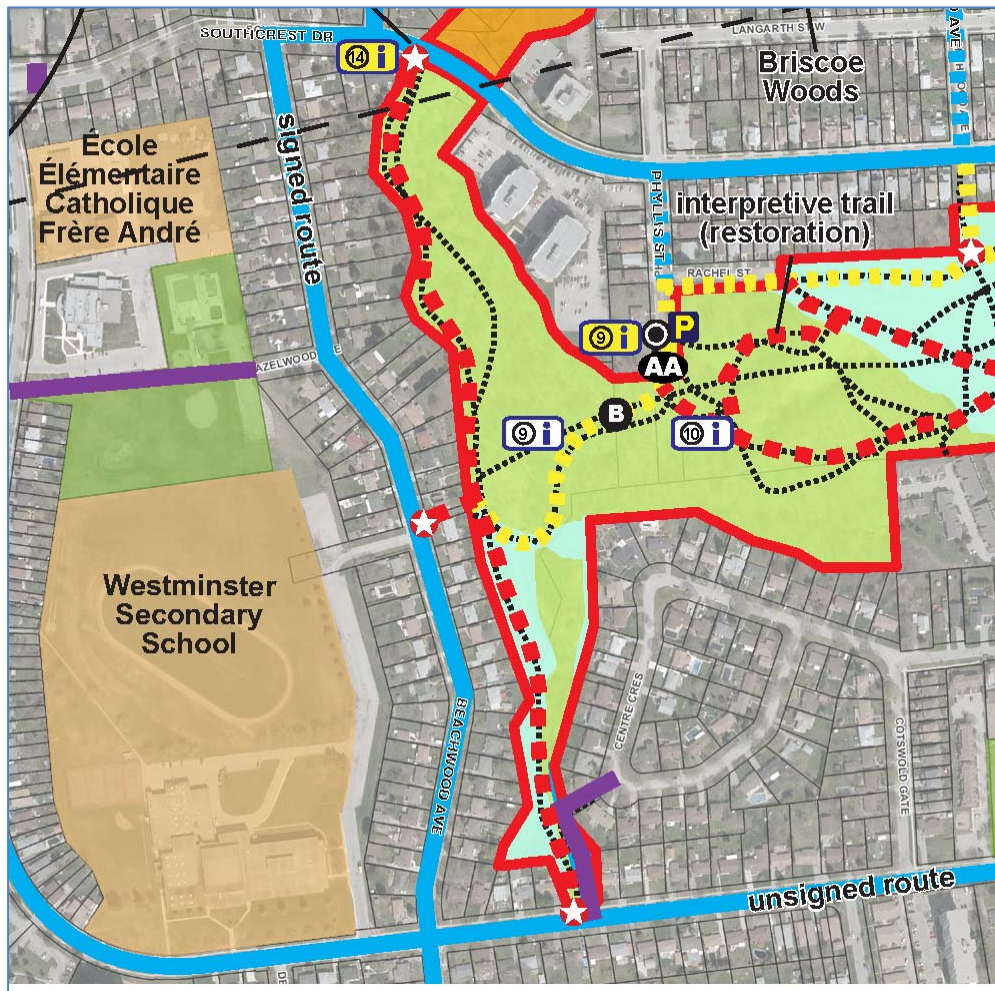 SOUTHCREST DR
LANGARTH ST W
Briscoe
Woods
14 i
École
Élémentaire
Catholique
Frère André
signed route
PHYLLIS ST
interpretive trail
(restoration)
RACHEL ST
9 i
P
AA
B
9 i
10 i
Westminster
Secondary
School
BEACHWOOD AVE
CENTRE CRES
COTSWOLD GATE
unsigned route